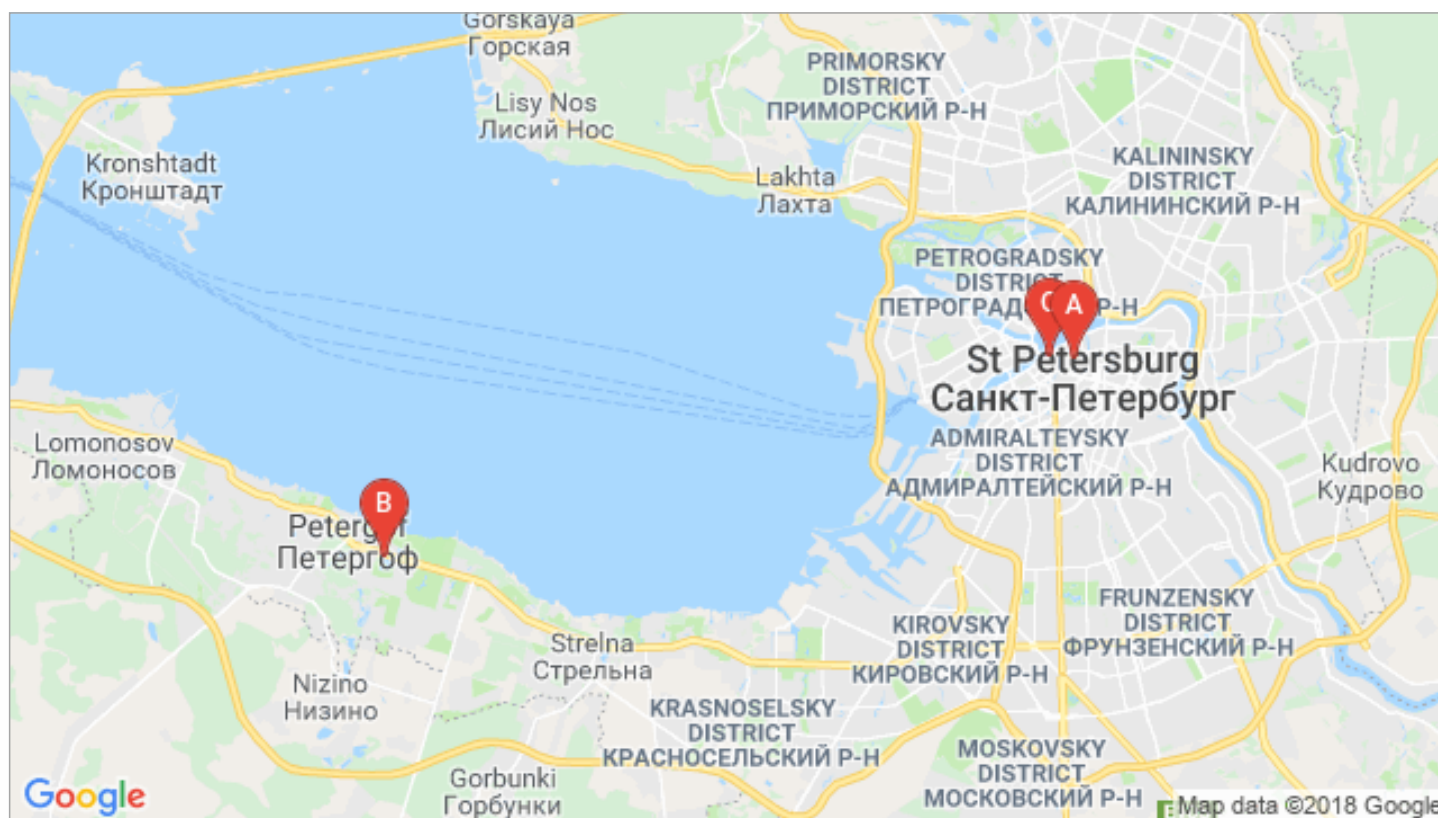 Gorskaya
Горская
PRIMORSKY
DISTRICT
ПРИМОРСКИЙ Р-Н
Lisy Nos
Лисий Нос
Kronshtadt
Кронштадт
KALININSKY
DISTRICT
КАЛИНИНСКИЙ Р-Н
Lakhta
Лахта
PETROGRADSKY
DISTRICT
Р-Н
C
A
St Petersburg
Санкт-Петербург
Lomonosov
Ломоносов
ADMIRALTEYSKY
DISTRICT
АДМИРАЛТЕЙСКИЙ Р-Н
Kudrovo
Кудрово
B
Петергоф
FRUNZENSKY
DISTRICT
ФРУНЗЕНСКИЙ Р-Н
KIROVSKY
DISTRICT
КИРОВСКИЙ Р-Н
Strelna
Стрельна
Nizino
Низино
KRASNOSELSKY
DISTRICT
КРАСНОСЕЛЬСКИЙ Р-Н
MOSKOVSKY
DISTRICT
МОСКОВСКИЙ Р-Н
Gorbunki
Горбунки
Google
Map data ©2018 Google